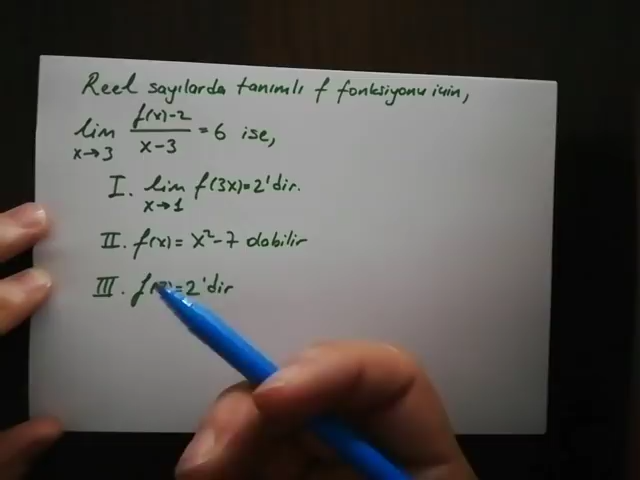 Reel sayılarda tanımlı f fonksiyonu için,
lim x→3 f(x)-2 / x-3 = 6 ise,
I. lim x→1 f(3x)=2'dir.
II. f(x)= x²-7 olabilir
III. =2'dir